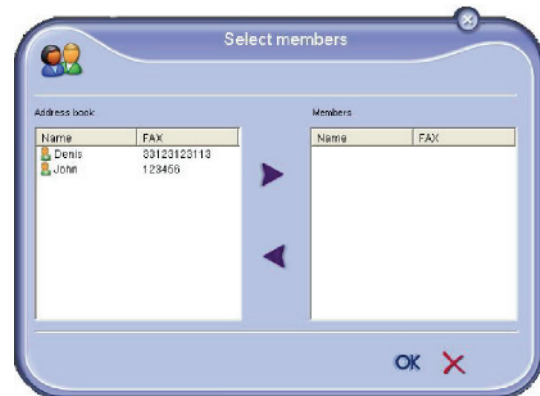 Select members
Address book
Members
Name FAX
Name FAX
Denis 33123123113
John 123456
OK